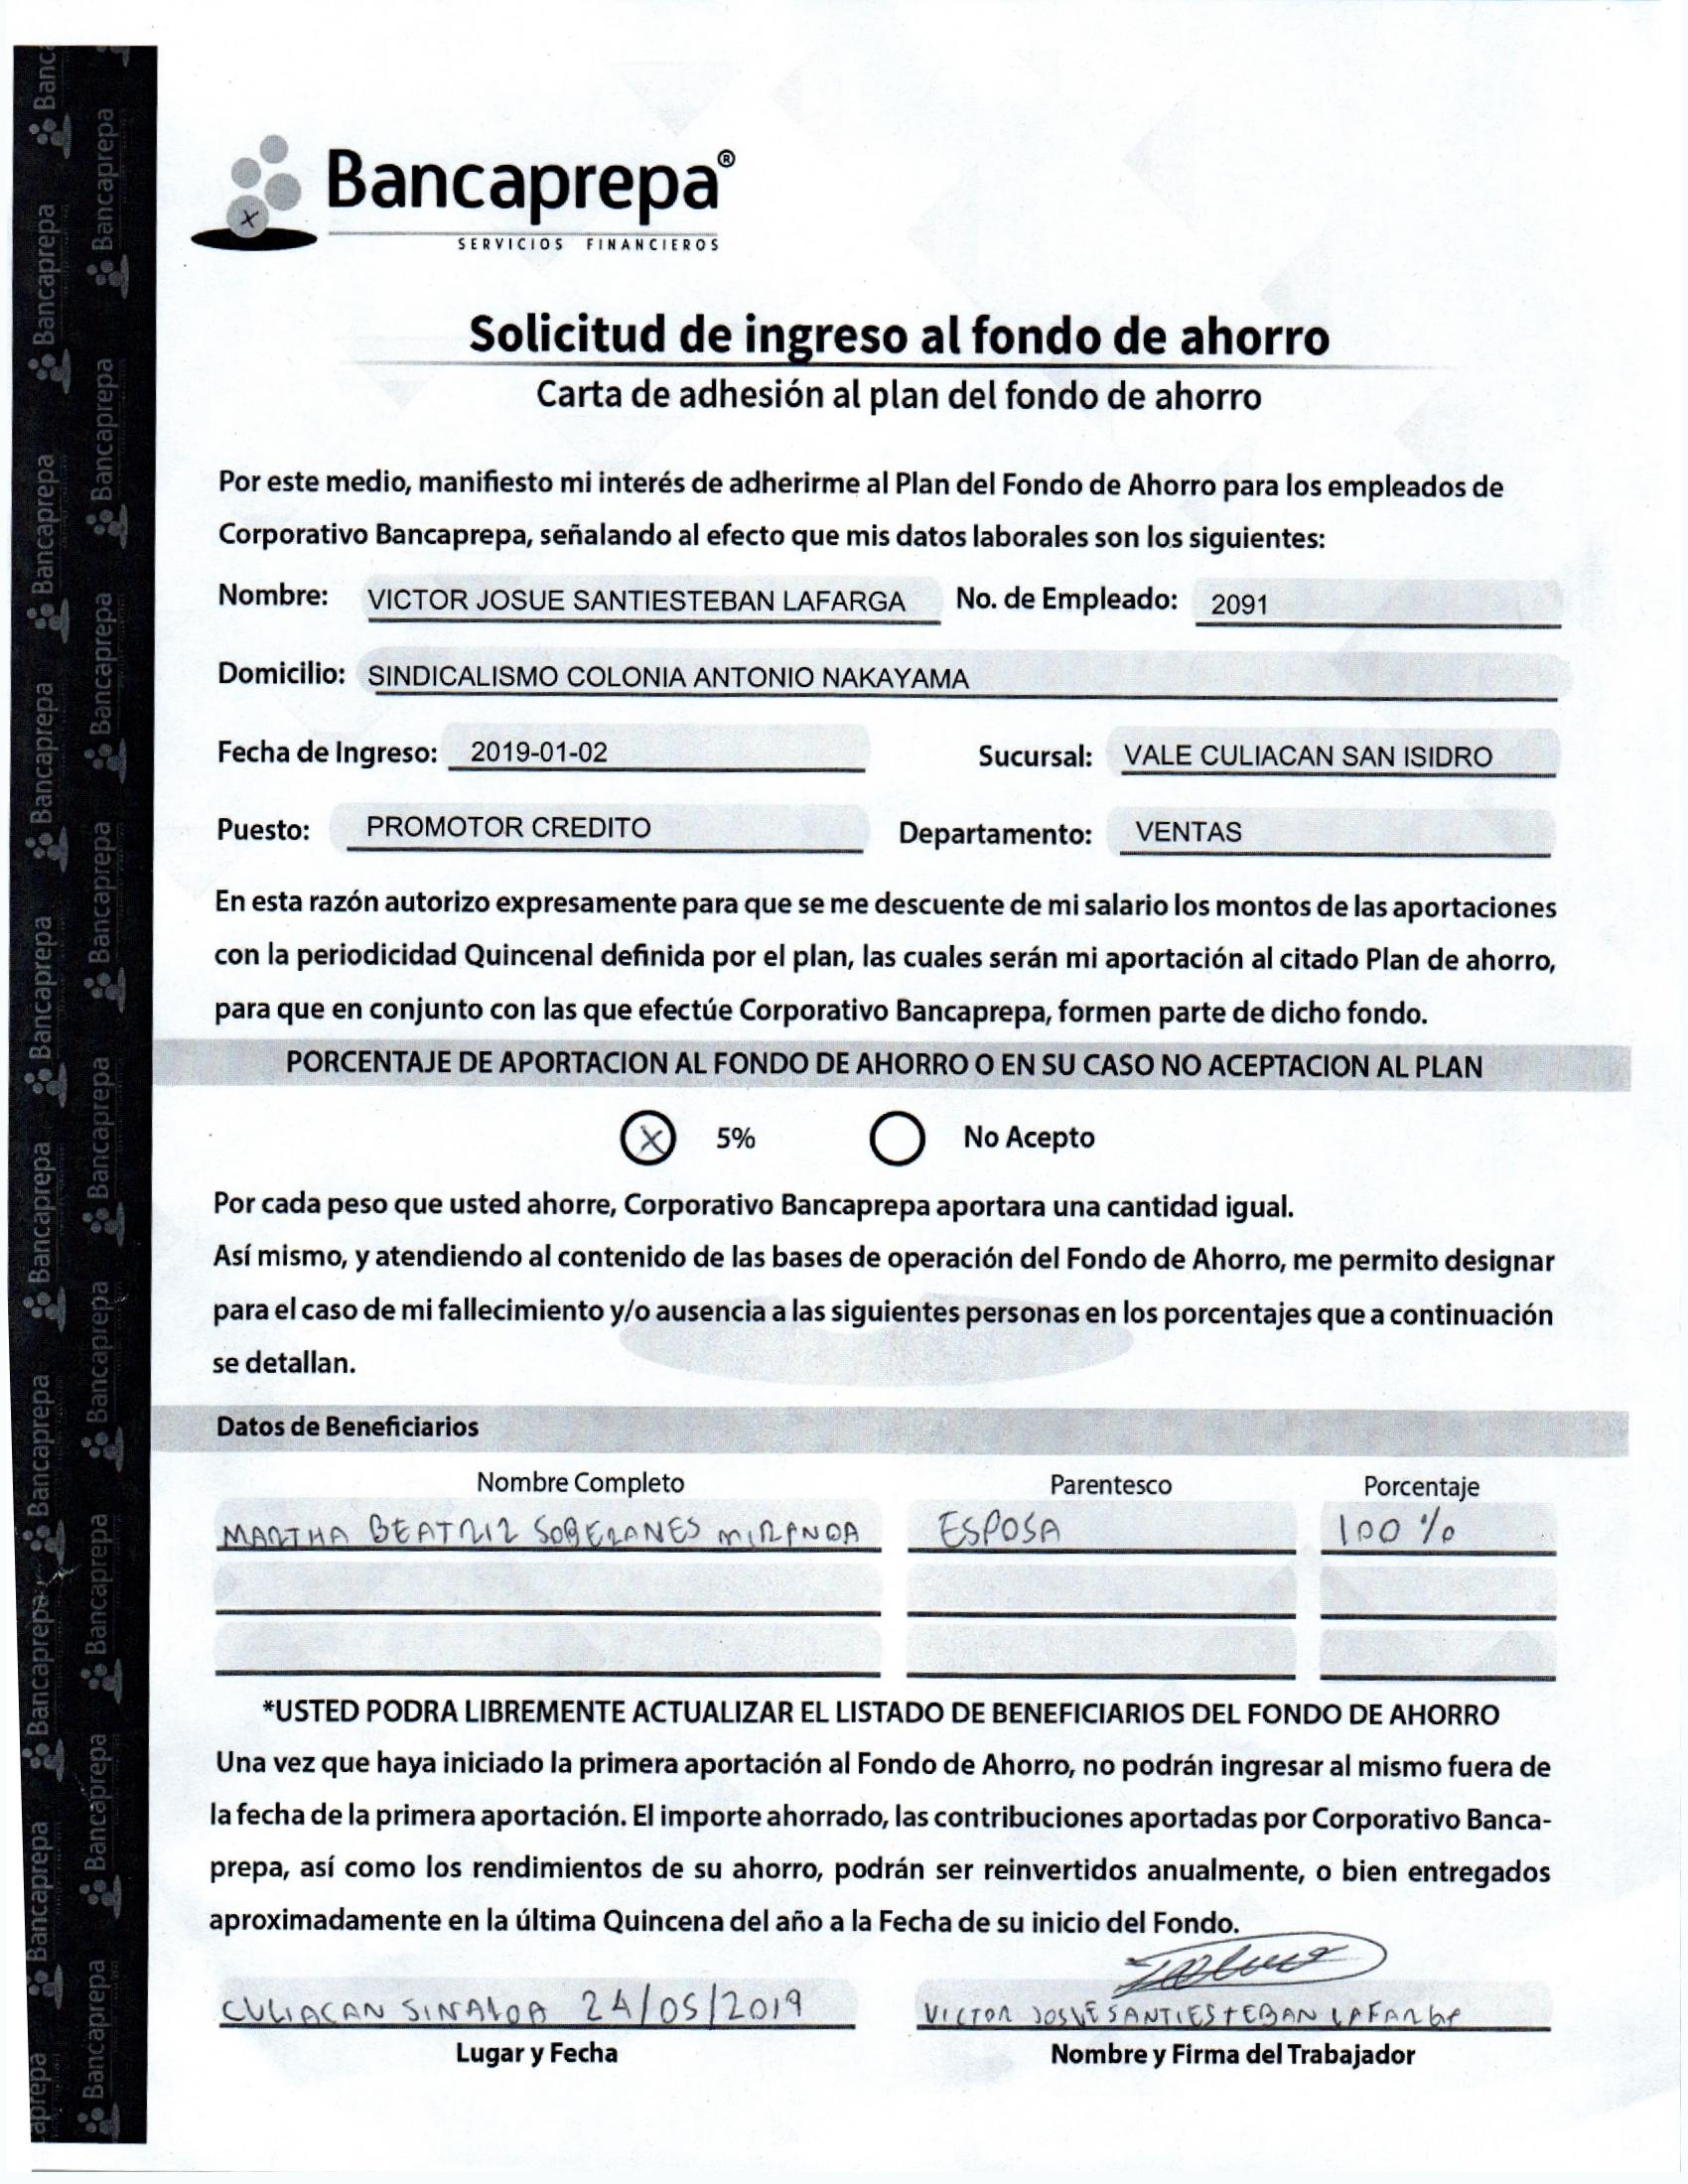 Bancaprepa®
SERVICIOS FINANCIEROS
Solicitud de ingreso al fondo de ahorro
Carta de adhesión al plan del fondo de ahorro
Por este medio, manifiesto mi interés de adherirme al Plan del Fondo de Ahorro para los empleados de
Corporativo Bancaprepa, señalando al efecto que mis datos laborales son los siguientes:
Nombre: VICTOR JOSUE SANTIESTEBAN LAFARGA No. de Empleado: 2091
Domicilio: SINDICALISMO COLONIA ANTONIO NAKAYAMA
Fecha de Ingreso: 2019-01-02 Sucursal: VALE CULIACAN SAN ISIDRO
Puesto: PROMOTOR CREDITO Departamento: VENTAS
En esta razón autorizo expresamente para que se me descuente de mi salario los montos de las aportaciones
con la periodicidad Quincenal definida por el plan, las cuales serán mi aportación al citado Plan de ahorro,
para que en conjunto con las que efectúe Corporativo Bancaprepa, formen parte de dicho fondo.
PORCENTAJE DE APORTACION AL FONDO DE AHORRO O EN SU CASO NO ACEPTACION AL PLAN
X 5% No Acepto
Por cada peso que usted ahorre, Corporativo Bancaprepa aportara una cantidad igual.
Así mismo, y atendiendo al contenido de las bases de operación del Fondo de Ahorro, me permito designar
para el caso de mi fallecimiento y/o ausencia a las siguientes personas en los porcentajes que a continuación
se detallan.
Datos de Beneficiarios
Nombre Completo Parentesco Porcentaje
MARTHA BEATRIZ SOBERANES MIRANDA ESPOSA 100 %
*USTED PODRA LIBREMENTE ACTUALIZAR EL LISTADO DE BENEFICIARIOS DEL FONDO DE AHORRO
Una vez que haya iniciado la primera aportación al Fondo de Ahorro, no podrán ingresar al mismo fuera de
la fecha de la primera aportación. El importe ahorrado, las contribuciones aportadas por Corporativo Banca-
prepa, así como los rendimientos de su ahorro, podrán ser reinvertidos anualmente, o bien entregados
aproximadamente en la última Quincena del año a la Fecha de su inicio del Fondo.
CULIACAN SINALOA 24/05/2019 VICTOR JOSUE SANTIESTEBAN LAFARGA
Lugar y Fecha Nombre y Firma del Trabajador